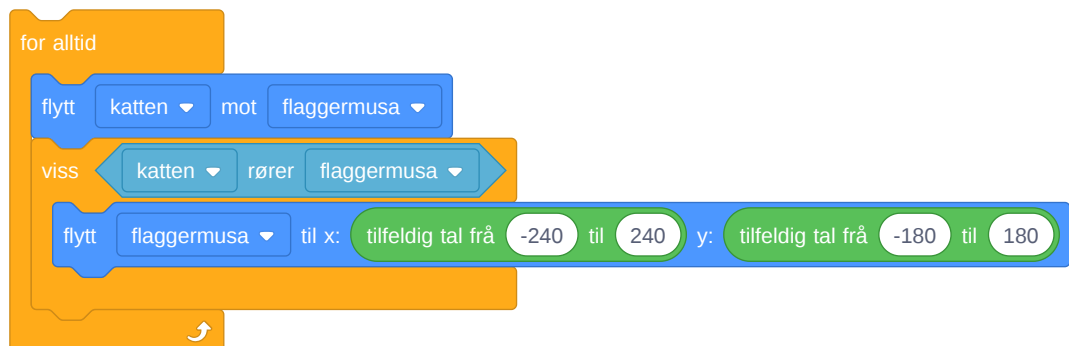 for alltid
flytt katten mot flaggermusa
viss katten rører flaggermusa
flytt flaggermusa til x: tilfeldig tal frå -240 til 240 y: tilfeldig tal frå -180 til 180